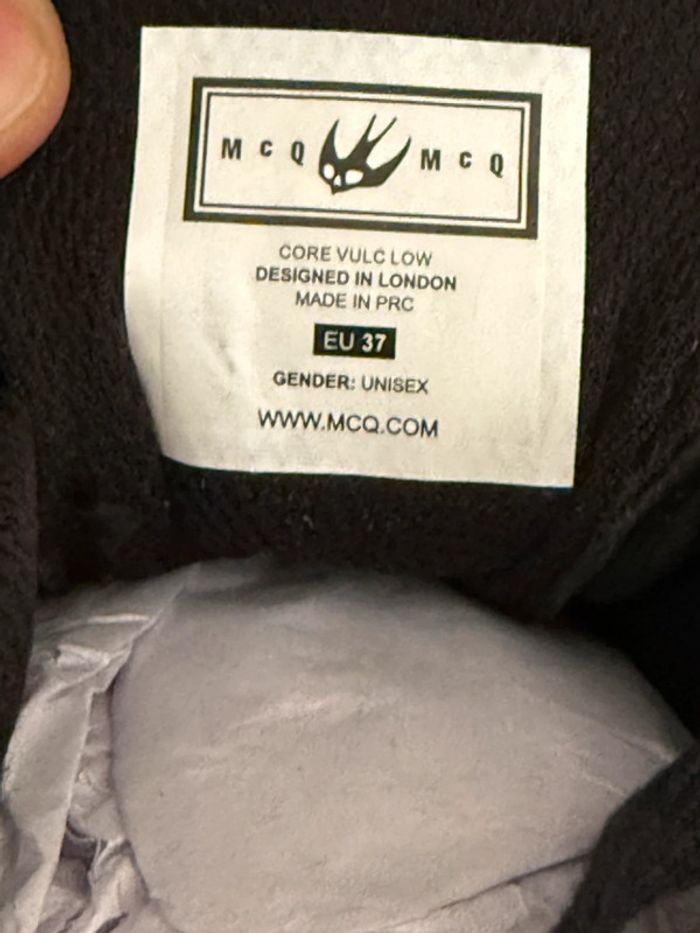 MCQ MCQ
CORE VULC LOW
DESIGNED IN LONDON
MADE IN PRC
EU 37
GENDER: UNISEX
WWW.MCQ.COM